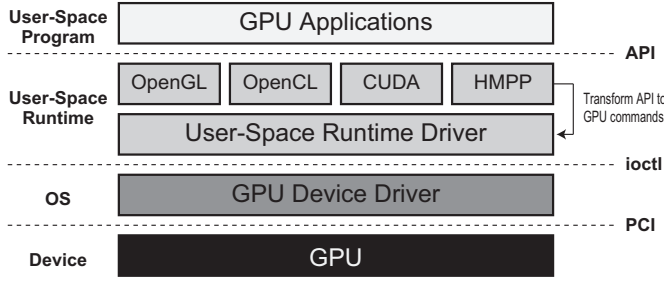 User-Space
Program
GPU Applications
API
User-Space
Runtime
OpenGL
OpenCL
CUDA
HMPP
Transform API to
GPU commands
User-Space Runtime Driver
ioctl
OS
GPU Device Driver
PCI
Device
GPU